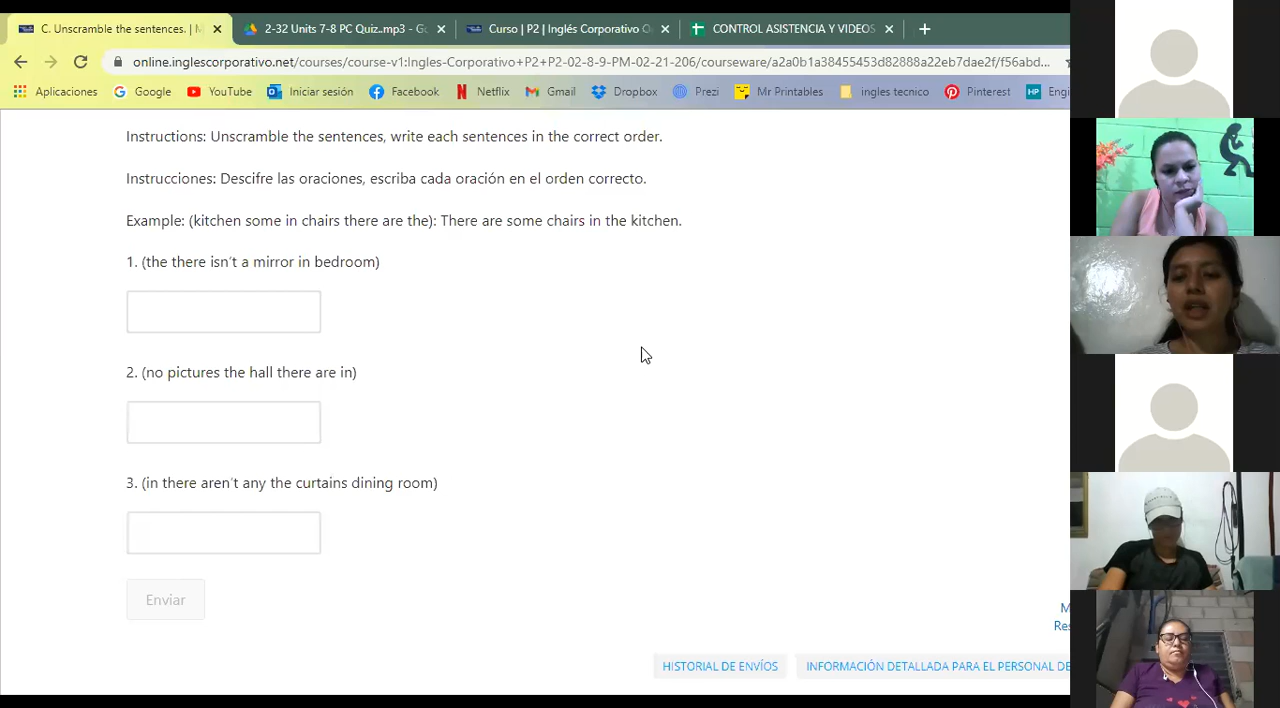 C. Unscramble the sentences. | M
2-32 Units 7-8 PC Quiz..mp3 - Go
Curso | P2 | Inglés Corporativo O
CONTROL ASISTENCIA Y VIDEOS
online.inglescorporativo.net/courses/course-v1:Ingles-Corporativo+P2+P2-02-8-9-PM-02-21-206/courseware/a2a0b1a38455453d82888a22eb7dae2f/f56abd...
Aplicaciones
Google
YouTube
Iniciar sesión
Facebook
Netflix
Gmail
Dropbox
Prezi
Mr Printables
ingles tecnico
Pinterest
Engl
Instructions: Unscramble the sentences, write each sentences in the correct order.
Instrucciones: Descifre las oraciones, escriba cada oración en el orden correcto.
Example: (kitchen some in chairs there are the): There are some chairs in the kitchen.
1. (the there isn´t a mirror in bedroom)
2. (no pictures the hall there are in)
3. (in there aren´t any the curtains dining room)
Enviar
M
Res
HISTORIAL DE ENVÍOS
INFORMACIÓN DETALLADA PARA EL PERSONAL DE